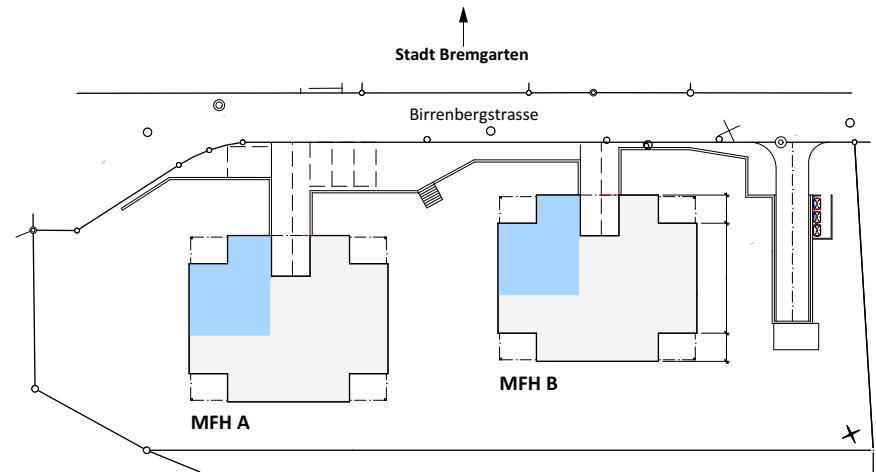 Stadt Bremgarten
Birrenbergstrasse
MFH B
MFH A